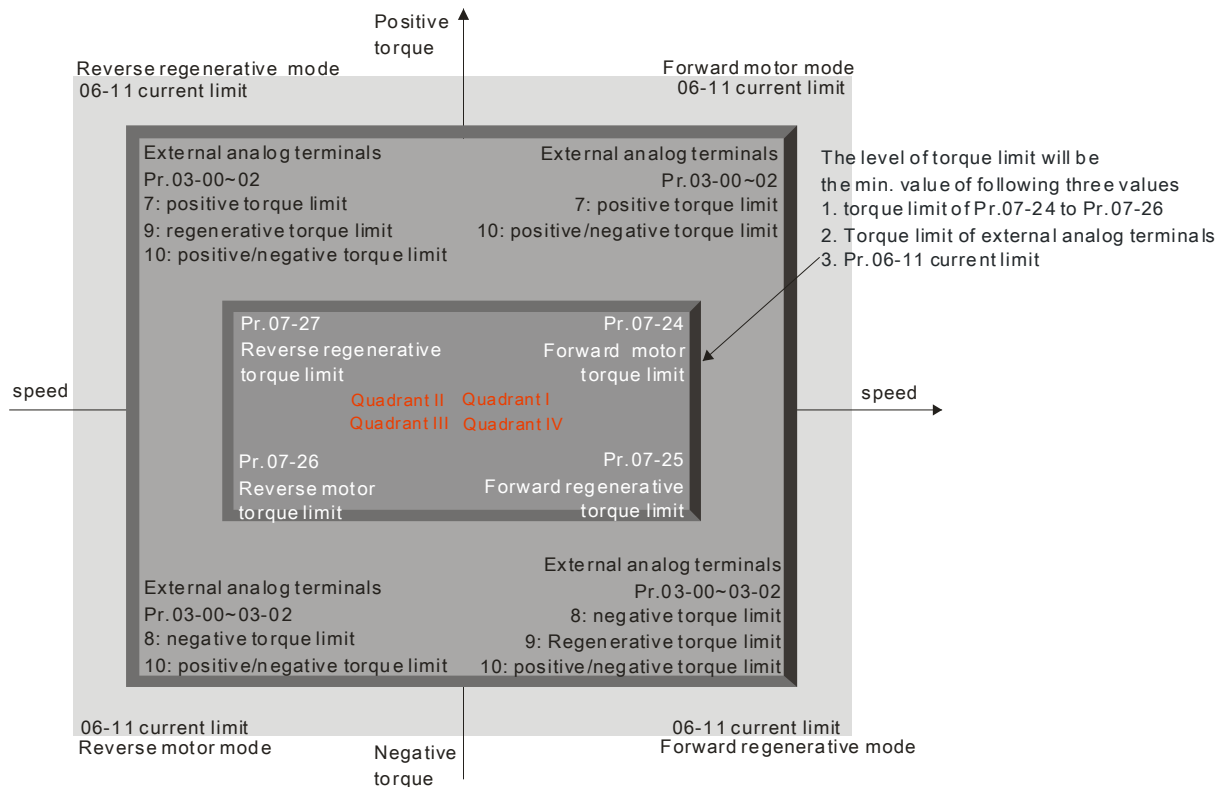 Positive
torque
Reverse regenerative mode
06-11 current limit
Forward motor mode
06-11 current limit
External analog terminals
Pr.03-00~02
7: positive torque limit
9: regenerative torque limit
10: positive/negative torque limit
External analog terminals
Pr.03-00~02
7: positive torque limit
10: positive/negative torque limit
The level of torque limit will be
the min. value of following three values
1. torque limit of Pr.07-24 to Pr.07-26
2. Torque limit of external analog terminals
3. Pr.06-11 current limit
Pr.07-27
Reverse regenerative
torque limit
Pr.07-24
Forward motor
torque limit
speed
speed
Quadrant II
Quadrant I
Quadrant III
Quadrant IV
Pr.07-26
Reverse motor
torque limit
Pr.07-25
Forward regenerative
torque limit
External analog terminals
Pr.03-00~03-02
8: negative torque limit
10: positive/negative torque limit
External analog terminals
Pr.03-00~03-02
8: negative torque limit
9: Regenerative torque limit
10: positive/negative torque limit
06-11 current limit
Reverse motor mode
06-11 current limit
Forward regenerative mode
Negative
torque